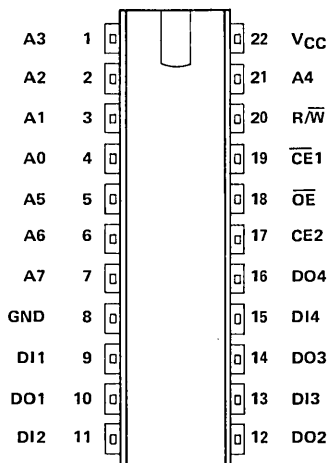 A3 1 22 VCC
A2 2 21 A4
A1 3 20 R/W̅
A0 4 19 C̅E̅1
A5 5 18 O̅E̅
A6 6 17 CE2
A7 7 16 DO4
GND 8 15 DI4
DI1 9 14 DO3
DO1 10 13 DI3
DI2 11 12 DO2